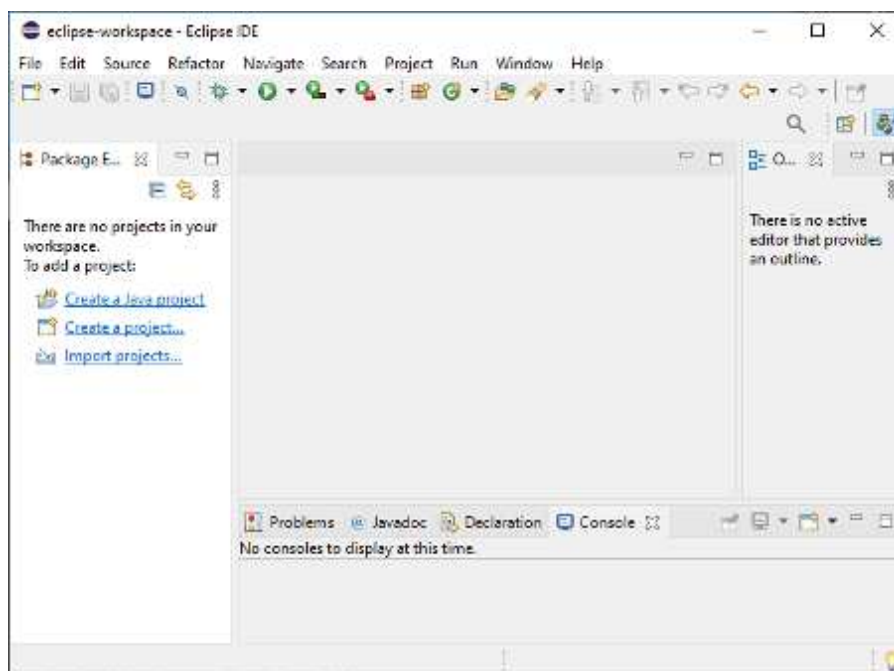 eclipse-workspace - Eclipse IDE
File Edit Source Refactor Navigate Search Project Run Window Help
Package E...
O...
There are no projects in your
workspace.
To add a project:
Create a Java project
Create a project...
Import projects...
There is no active
editor that provides
an outline.
Problems @ Javadoc Declaration Console
No consoles to display at this time.